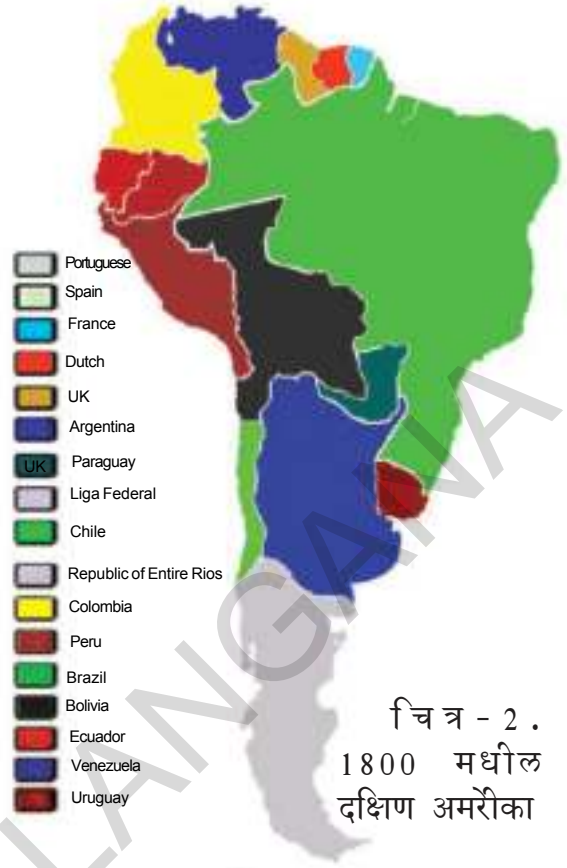 Portuguese
Spain
France
Dutch
UK
Argentina
UK Paraguay
Liga Federal
Chile
Republic of Entire Rios
Colombia
Peru
Brazil
Bolivia
Ecuador
Venezuela
Uruguay
चित्र - 2 .
1800 मधील
दक्षिण अमरेीका
LANGANA